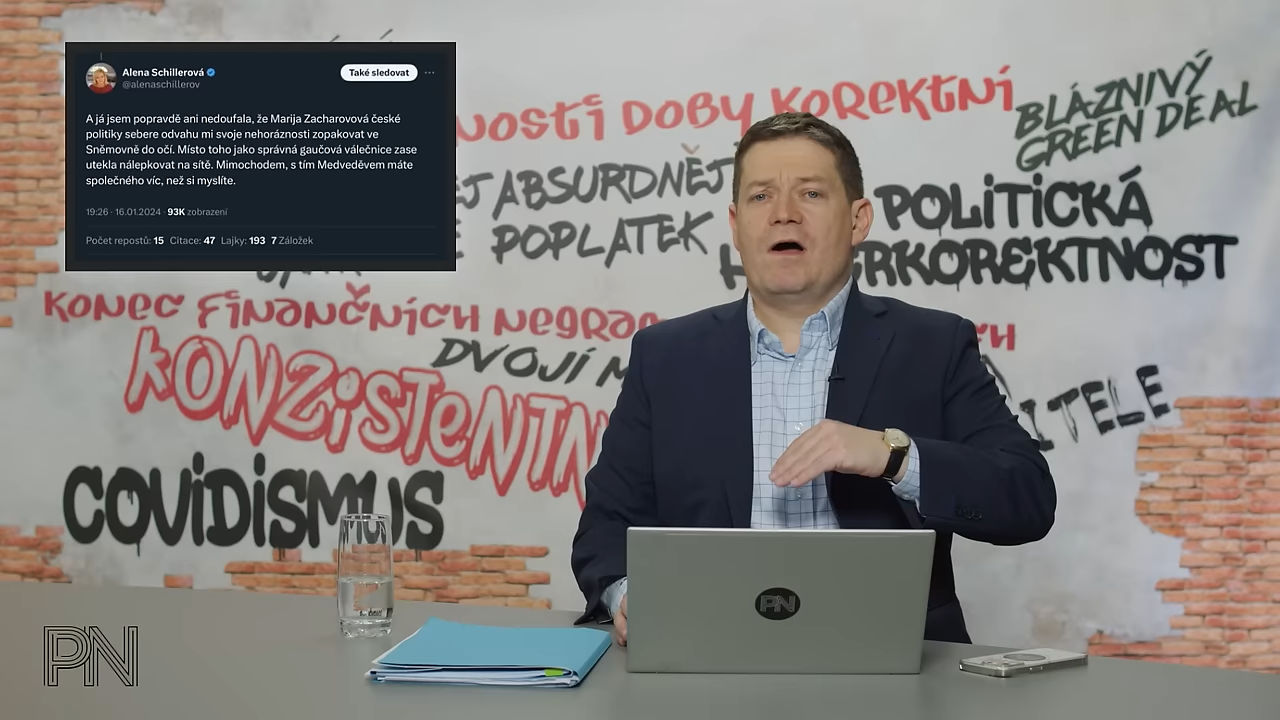 Alena Schillerová
@alenaschillerov
Také sledovat
A já jsem popravdě ani nedoufala, že Marija Zacharovová české
politiky sebere odvahu mi svoje nehoráznosti zopakovat ve
Sněmovně do očí. Místo toho jako správná gaučová válečnice zase
utekla nálepkovat na sítě. Mimochodem, s tím Medveděvem máte
společného víc, než si myslíte.
19:26 · 16.01.2024 · 93K zobrazení
Počet repostů: 15 Citace: 47 Lajky: 193 7 Záložek
DOBY KOREKTNÍ
BLÁZNIVÝ
GREEN DEAL
ABSURDNĚJ
POPLATEK
POLITICKÁ
KONEC FINANČNÍCH
DVOJÍ
KONZISTENTN
COVIDISMUS
PN
PN